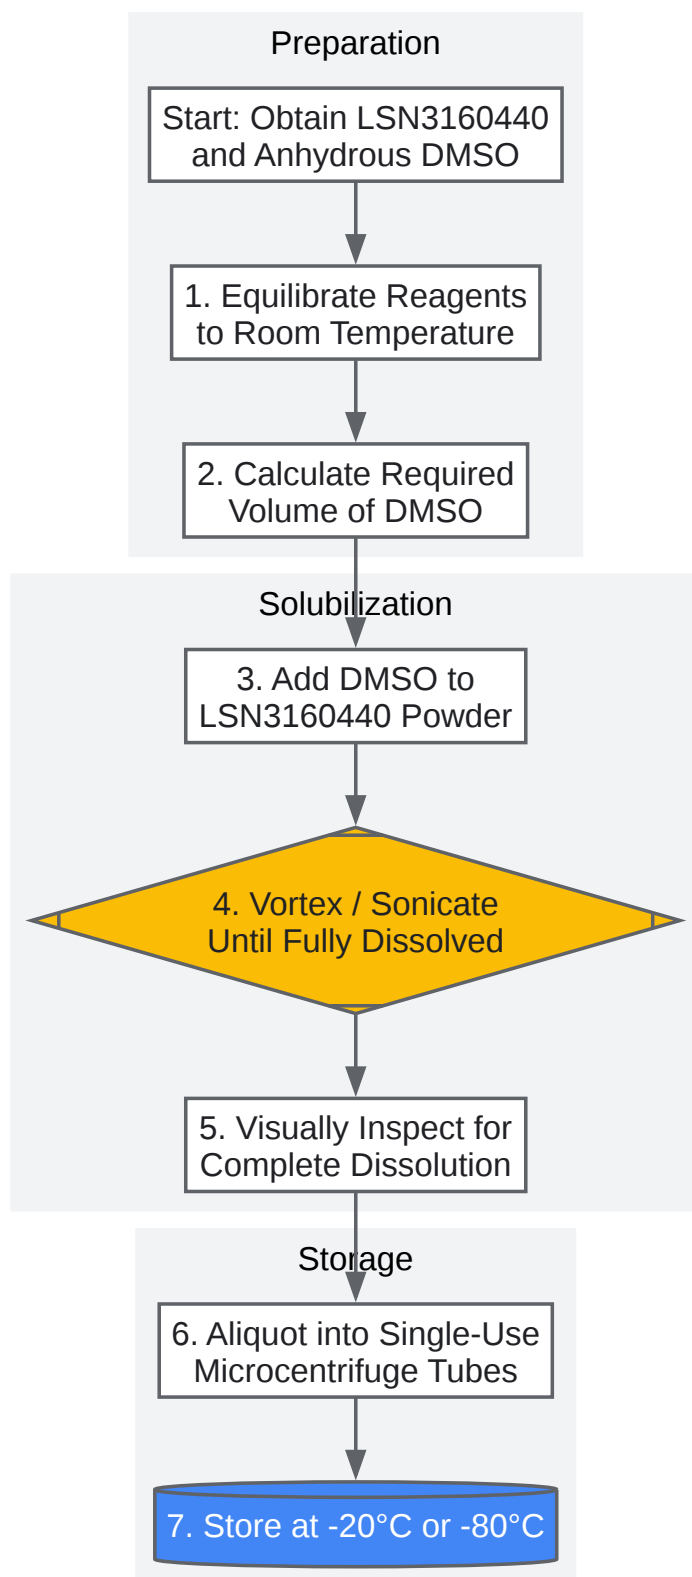 Preparation
Start: Obtain LSN3160440
and Anhydrous DMSO
1. Equilibrate Reagents
to Room Temperature
2. Calculate Required
Volume of DMSO
Solubilization
3. Add DMSO to
LSN3160440 Powder
4. Vortex / Sonicate
Until Fully Dissolved
5. Visually Inspect for
Complete Dissolution
Storage
6. Aliquot into Single-Use
Microcentrifuge Tubes
7. Store at -20°C or -80°C